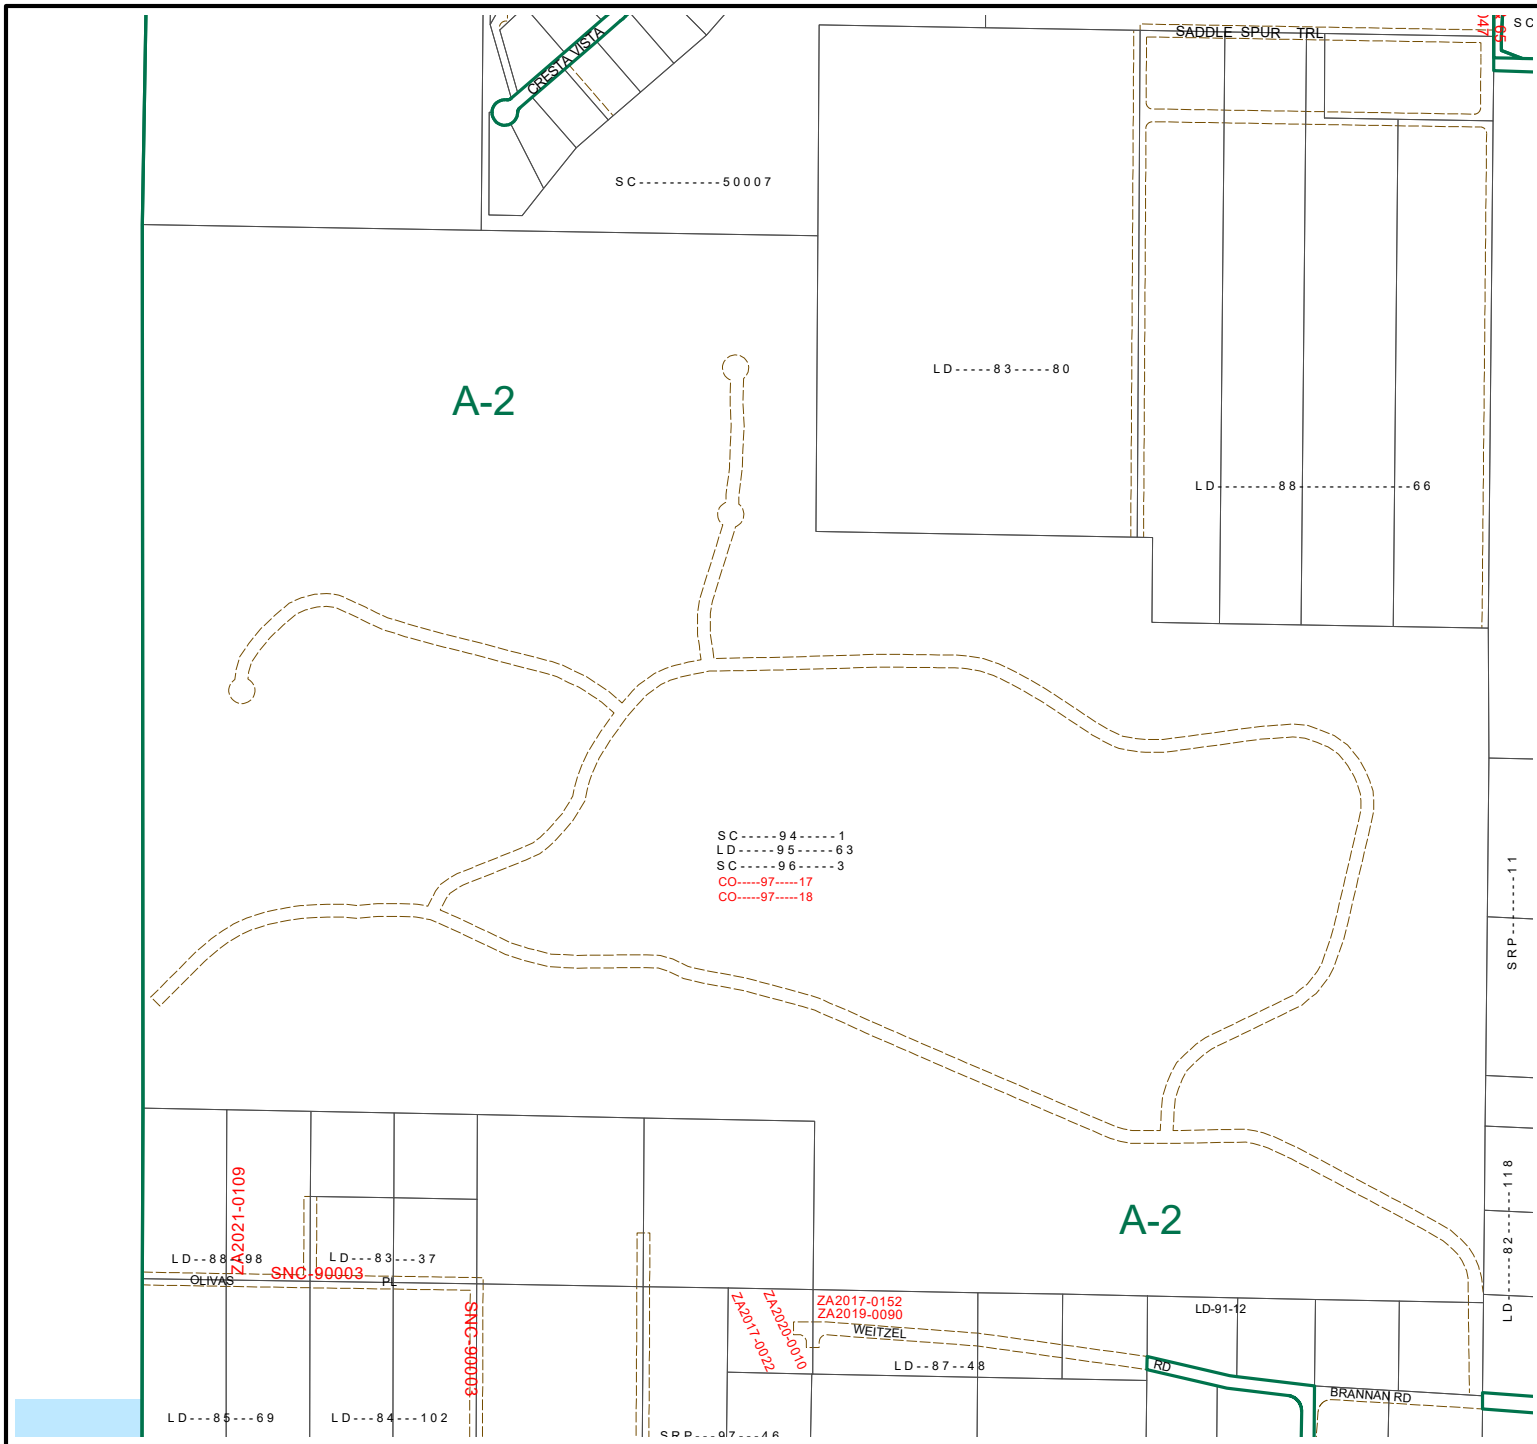 SADDLE SPUR TRL
SC
CRESTA VISTA
SC-----------50007
LD-----83-----80
A-2
LD-------88---------------66
SC-----94-----1
LD-----95-----63
SC-----96-----3
CO-----97-----17
CO-----97-----18
SRP--------11
LD-----82-----118
A-2
ZA2021-0109
LD--88--98
LD---83---37
SNC-90003
OLIVAS PL
SNC-90003
ZA2017-0022
ZA2020-0010
ZA2017-0152
ZA2019-0090
WEITZEL RD
LD-91-12
LD--87--48
BRANNAN RD
LD---85---69
LD---84---102
SRP---97---46